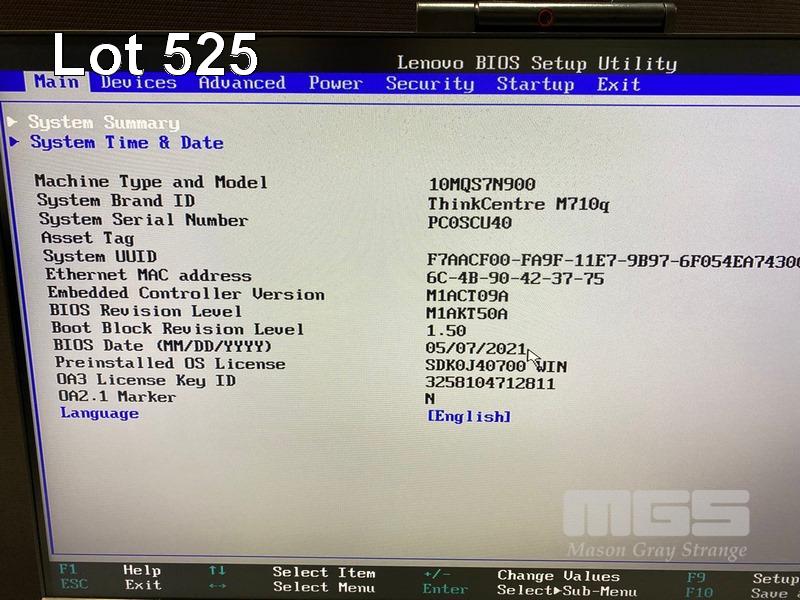 Lot 525
Lenovo BIOS Setup Utility
Main Devices Advanced Power Security Startup Exit
System Summary
System Time & Date
Machine Type and Model 10MQS7N900
System Brand ID ThinkCentre M710q
System Serial Number PC0SCU40
Asset Tag
System UUID F7AACF00-FA9F-11E7-9B97-6F054EA74300
Ethernet MAC address 6C-4B-90-42-37-75
Embedded Controller Version M1ACT09A
BIOS Revision Level M1AKT50A
Boot Block Revision Level 1.50
BIOS Date (MM/DD/YYYY) 05/07/2021
Preinstalled OS License SDK0J40700 WIN
OA3 License Key ID 3258104712811
OA2.1 Marker N
Language [English]
MGS
Mason Gray Strange
F1 Help ↑↓ Select Item +/- Change Values F9 Setup
ESC Exit ←→ Select Menu Enter Select▶Sub-Menu F10 Save